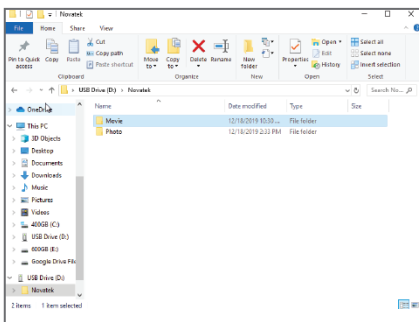 Novatek
File Home Share View
Pin to Quick access
Copy
Paste
Cut
Copy path
Paste shortcut
Move to
Copy to
Delete
Rename
New folder
Properties
Open
Edit
History
Select all
Select none
Invert selection
Clipboard Organize New Open Select
USB Drive (D:) > Novatek
Search No...
Name Date modified Type Size
OneDrive
This PC
3D Objects
Desktop
Documents
Downloads
Music
Pictures
Videos
400GB (C:)
USB Drive (D:)
600GB (E:)
Google Drive File
USB Drive (D:)
Novatek
Movie 12/18/2019 10:30 ... File folder
Photo 12/18/2019 2:33 PM File folder
2 items 1 item selected